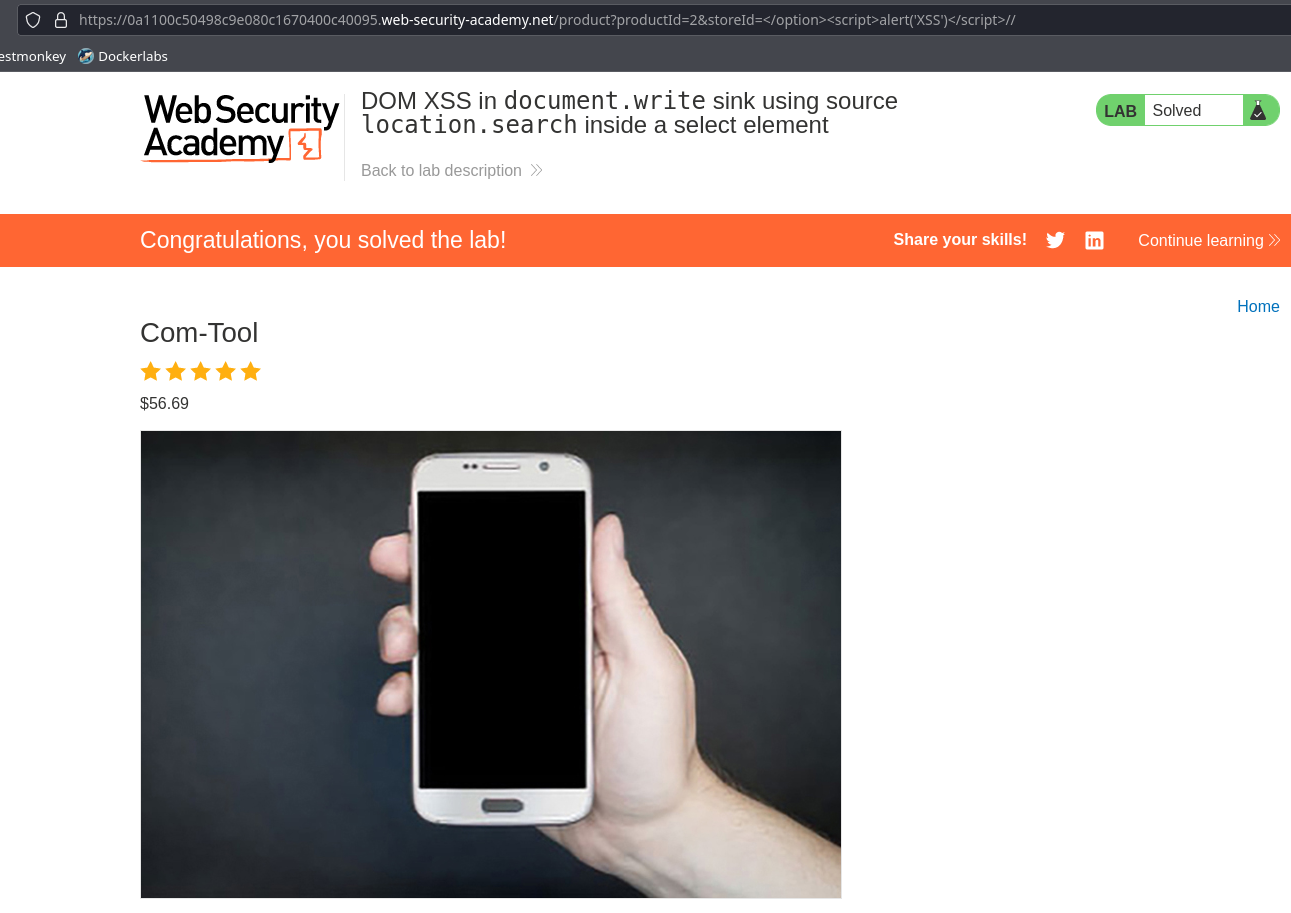 https://0a1100c50498c9e080c1670400c40095.web-security-academy.net/product?productId=2&storeId=</option><script>alert('XSS')</script>//
estmonkey Dockerlabs
Web Security
Academy
DOM XSS in document.write sink using source
location.search inside a select element
LAB Solved
Back to lab description
Congratulations, you solved the lab!
Share your skills!
Continue learning
Home
Com-Tool
$56.69